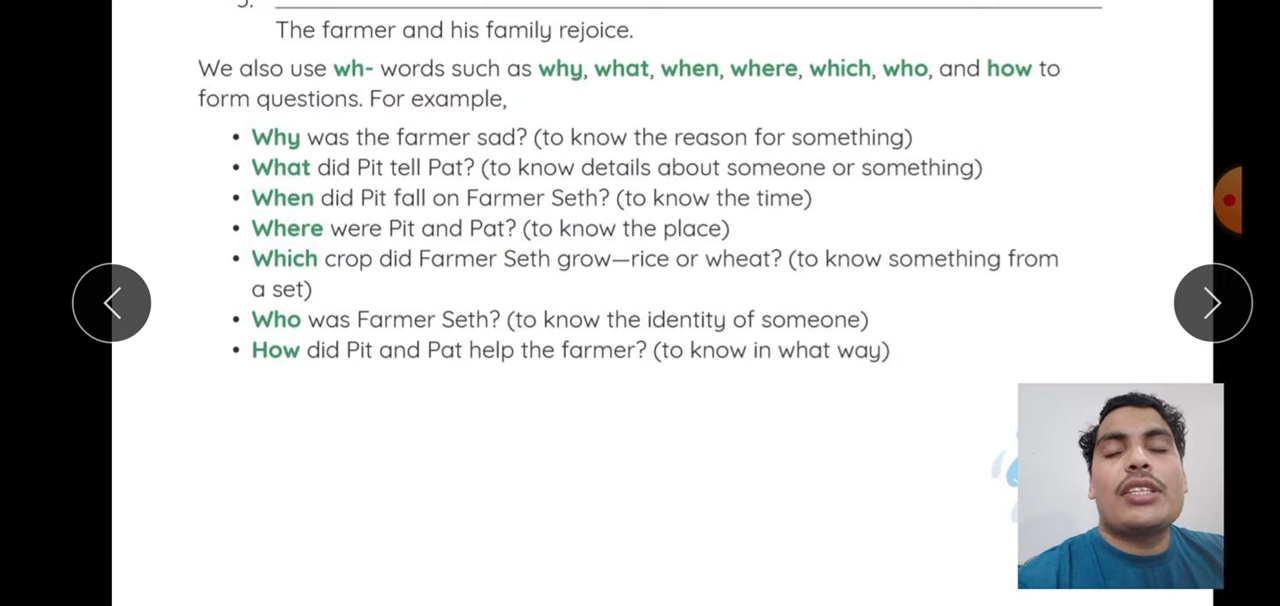 5.
The farmer and his family rejoice.
We also use wh- words such as why, what, when, where, which, who, and how to
form questions. For example,
• Why was the farmer sad? (to know the reason for something)
• What did Pit tell Pat? (to know details about someone or something)
• When did Pit fall on Farmer Seth? (to know the time)
• Where were Pit and Pat? (to know the place)
• Which crop did Farmer Seth grow—rice or wheat? (to know something from
a set)
• Who was Farmer Seth? (to know the identity of someone)
• How did Pit and Pat help the farmer? (to know in what way)